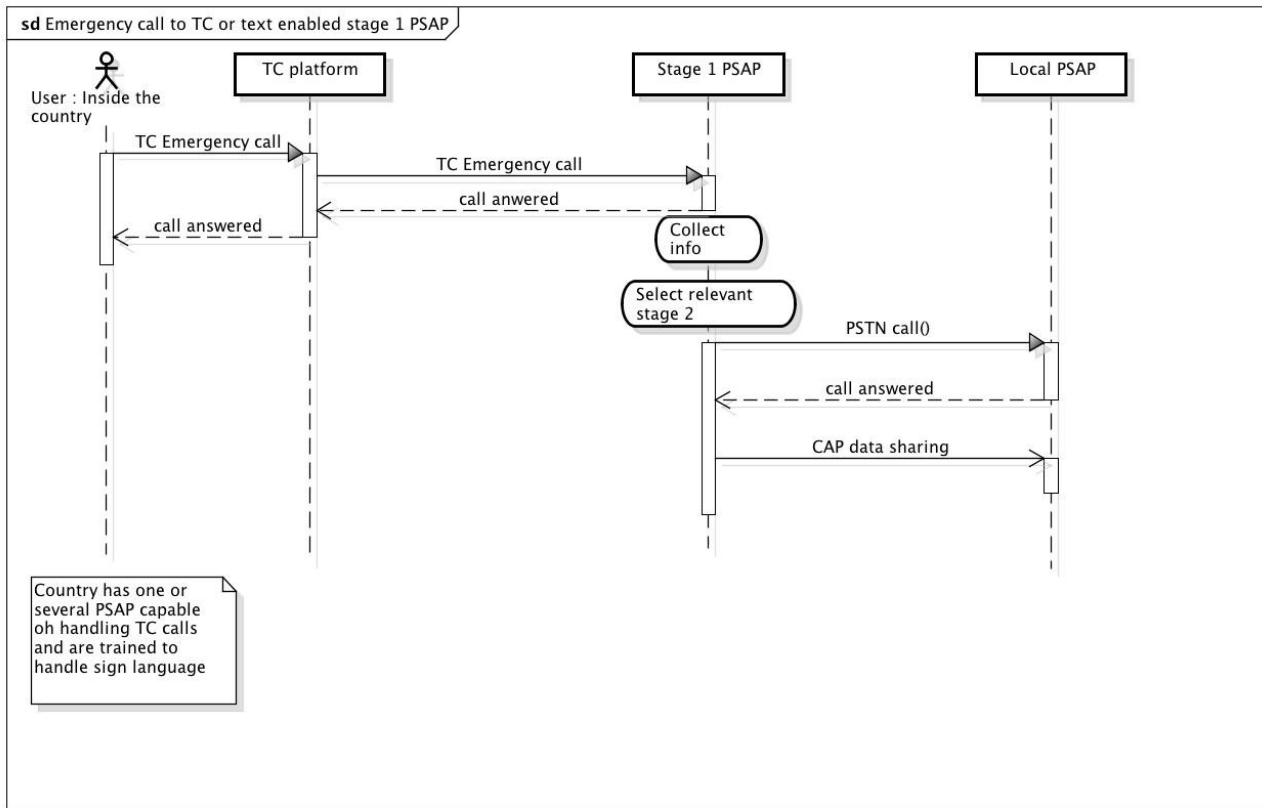 sd Emergency call to TC or text enabled stage 1 PSAP
User : Inside the
country
TC platform
Stage 1 PSAP
Local PSAP
TC Emergency call
TC Emergency call
call anwered
call answered
Collect
info
Select relevant
stage 2
PSTN call()
call answered
CAP data sharing
Country has one or
several PSAP capable
oh handling TC calls
and are trained to
handle sign language